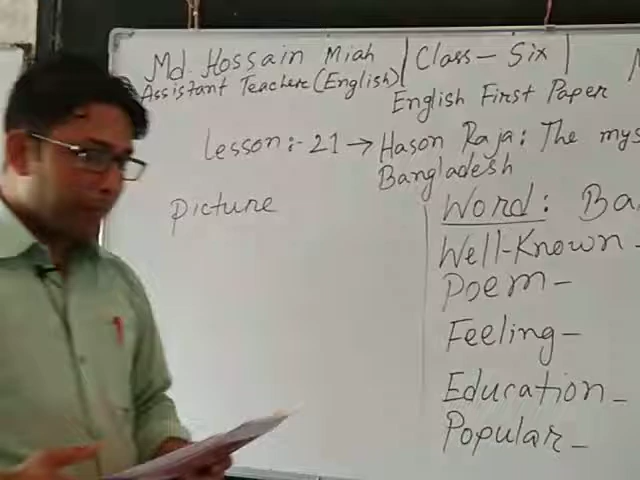 Md. Hossain Miah | Class - Six |
Assistant Teachere (English)
English First Paper
Lesson:- 21 → Hason Raja: The mys
Bangladesh
Picture
Word: Ba
Well-Known -
Poem -
Feeling -
Education -
Popular -